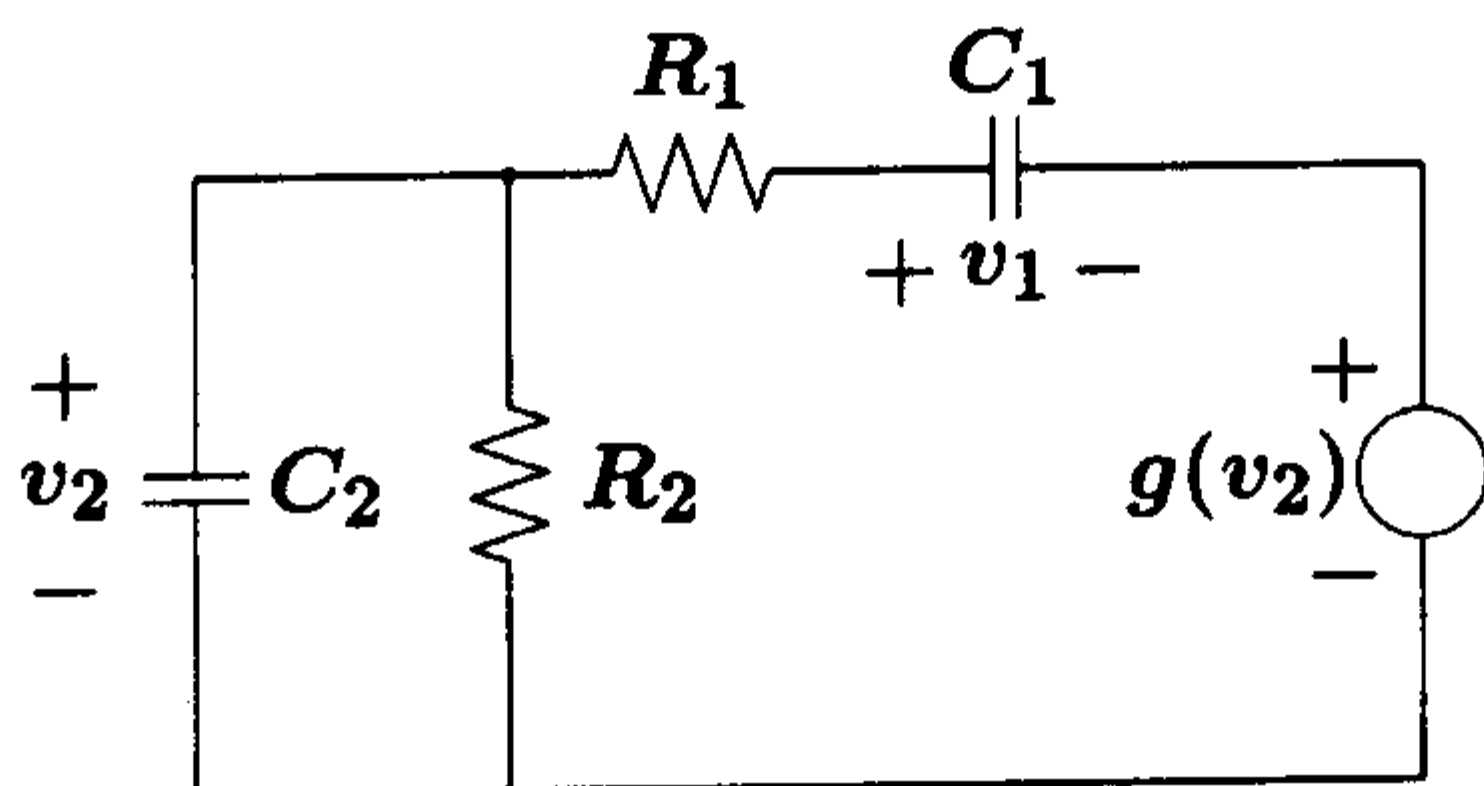 R₁
C₁
+ v₁ −
+
v₂
−
C₂
R₂
+
g(v₂)
−